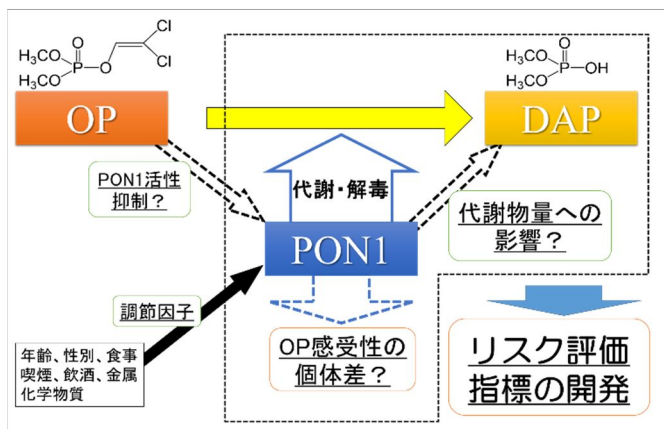 H₃CO
H₃CO
O
P
O
Cl
Cl
H₃CO
H₃CO
O
P
OH
OP
DAP
PON1活性
抑制？
代謝・解毒
代謝物量への
影響？
PON1
調節因子
OP感受性の
個体差？
リスク評価
指標の開発
年齢、性別、食事
喫煙、飲酒、金属
化学物質